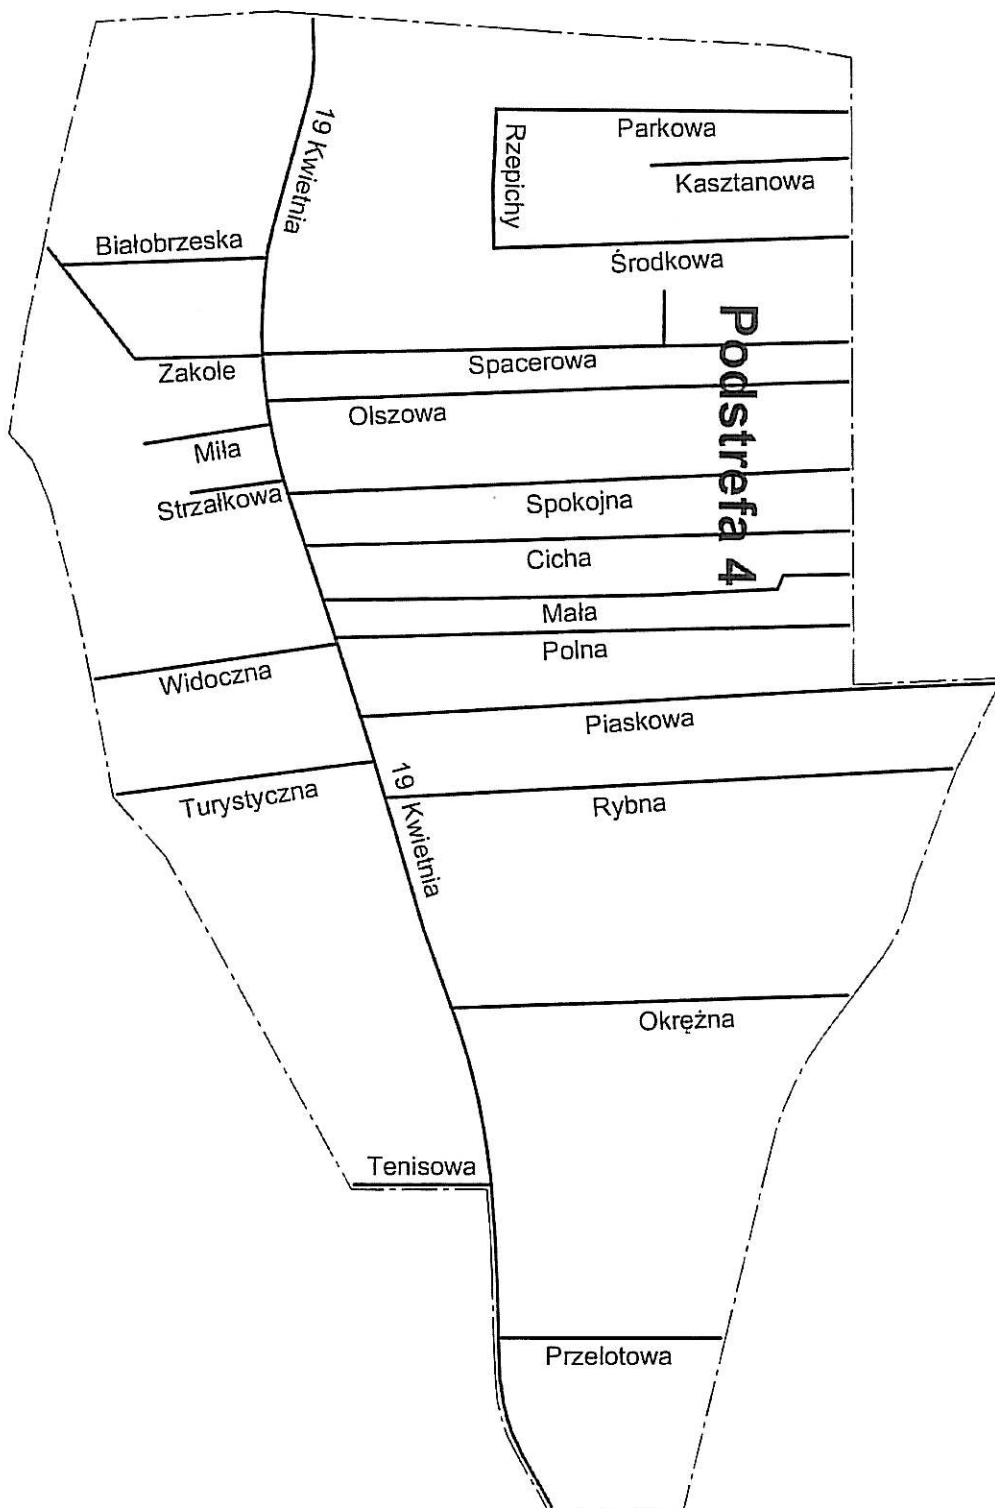 19 Kwietnia
Parkowa
Rzepichy
Kasztanowa
Białobrzeska
Środkowa
Podstrefa 4
Zakole
Spacerowa
Olszowa
Miła
Strzałkowa
Spokojna
Cicha
Mała
Polna
Widoczna
Piaskowa
Turystyczna
19 Kwietnia
Rybna
Okrężna
Tenisowa
Przelotowa